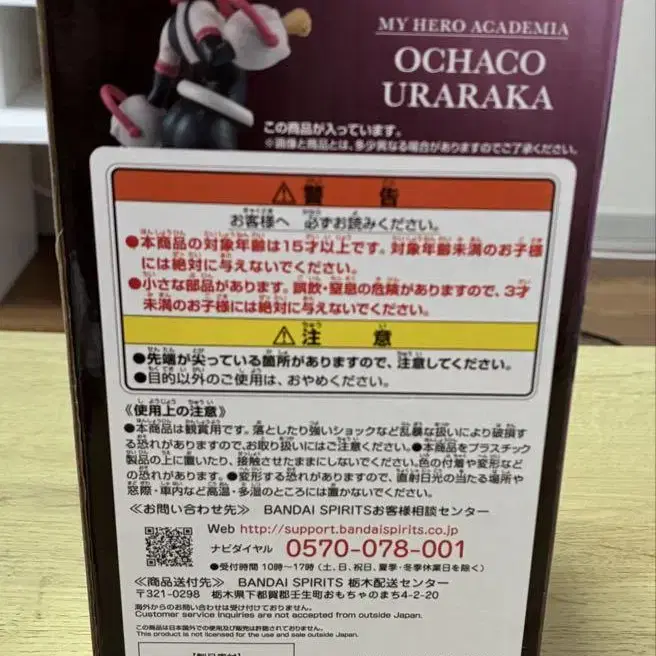 MY HERO ACADEMIA
OCHACO
URARAKA
この商品が入っています。
※画像と商品とは、多少異なる場合がありますのでご了承ください。
⚠警告
お客様へ 必ずお読みください。
●本商品の対象年齢は15才以上です。対象年齢未満のお子様
には絶対に与えないでください。
●小さな部品があります。誤飲・窒息の危険がありますので、3才
未満のお子様には絶対に与えないでください。
⚠注意
●先端が尖っている箇所がありますので、注意してください。
●目的以外のご使用は、おやめください。
《使用上の注意》
●本商品は観賞用です。落としたり強いショックなど乱暴な扱いにより破損す
る恐れがありますので、お取り扱いにはご注意ください。●本商品をプラスチック
製品の上に置いたり、接触させたままにしないでください。色の付着や変形など
の恐れがあります。●変形する恐れがありますので、直射日光の当たる場所や
窓際・車内など高温・多湿のところには置かないでください。
≪お問い合わせ先≫ BANDAI SPIRITSお客様相談センター
Web http://support.bandaispirits.co.jp
ナビダイヤル 0570-078-001
●受付時間 10時〜17時(土、日、祝日、夏季・冬季休業日を除く)
≪商品送付先≫ BANDAI SPIRITS 栃木配送センター
〒321-0298 栃木県下都賀郡壬生町おもちゃのまち4-2-20
海外からのお問い合わせは受け付けておりません。
Customer service inquiries are not accepted from outside Japan.
この商品は日本国外での使用及び販売は許諾されておりません。
This product is not licensed for the use and sale outside Japan.